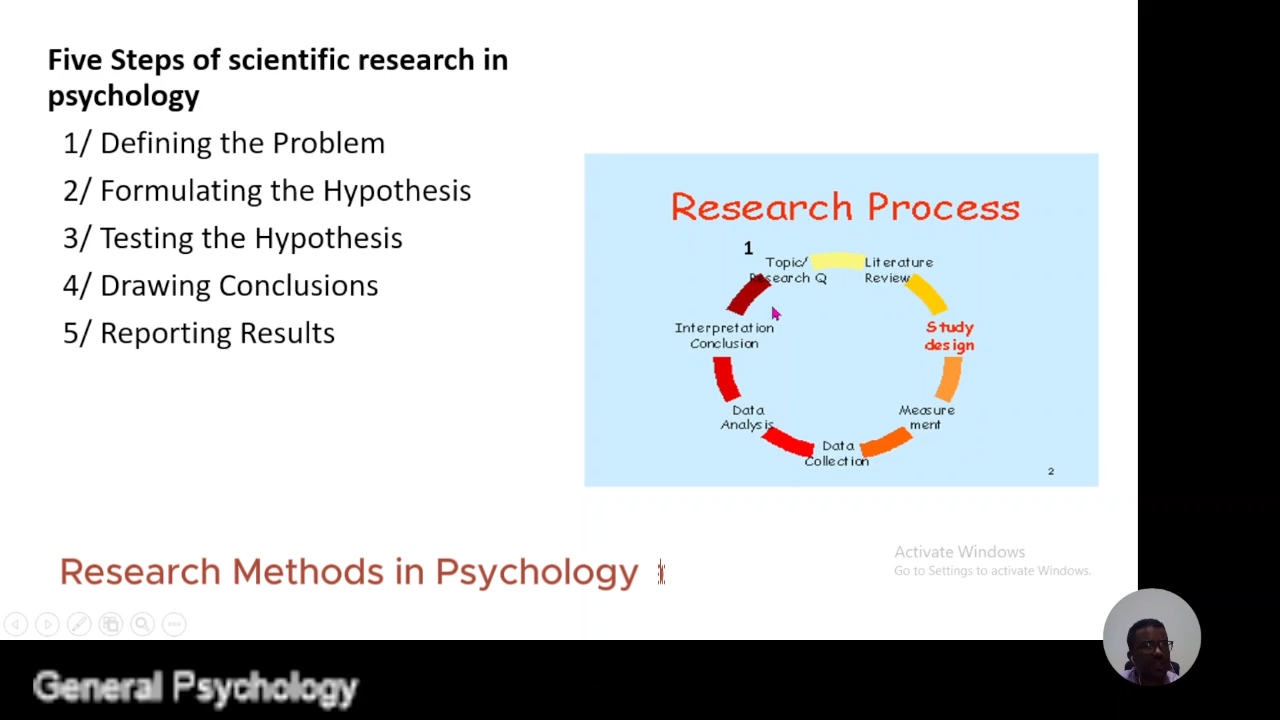 Five Steps of scientific research in
psychology
1/ Defining the Problem
2/ Formulating the Hypothesis
3/ Testing the Hypothesis
4/ Drawing Conclusions
5/ Reporting Results
Research Process
1
Topic/
Research Q
Literature
Review
Study
design
Measure
ment
Data
Collection
Data
Analysis
Interpretation
Conclusion
2
Research Methods in Psychology
Activate Windows
Go to Settings to activate Windows.
General Psychology